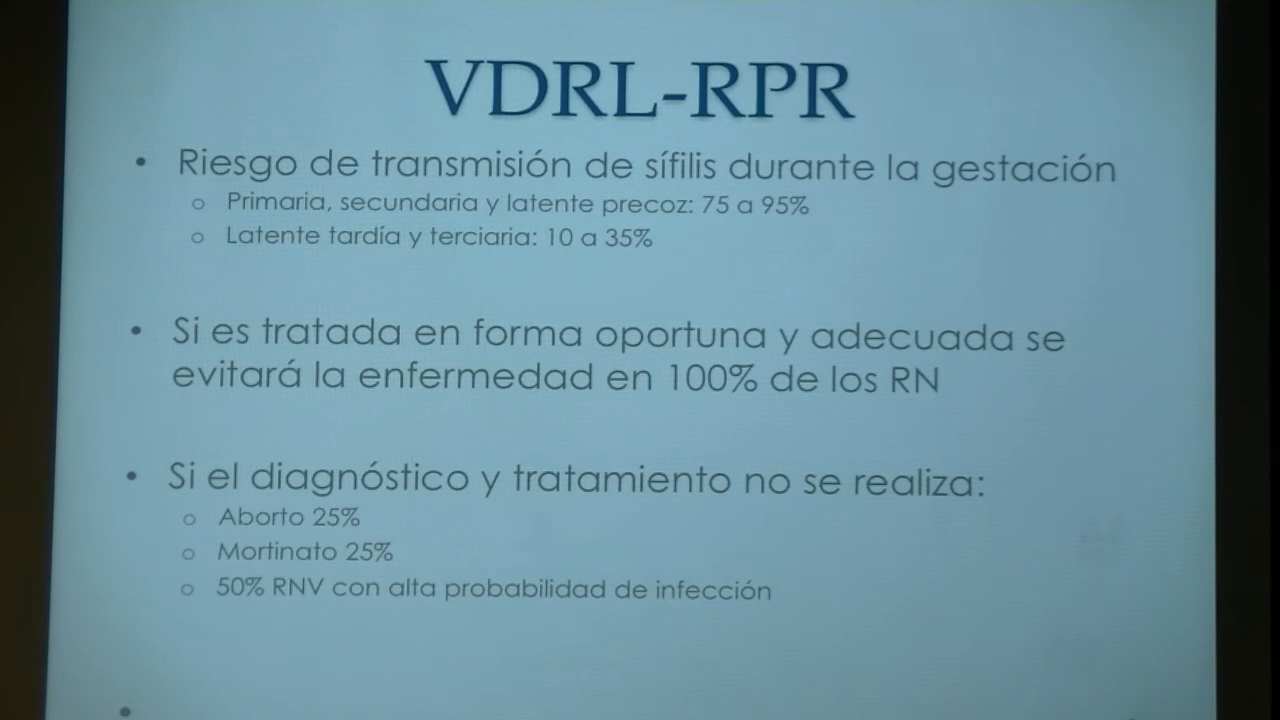 VDRL-RPR
• Riesgo de transmisión de sífilis durante la gestación
o Primaria, secundaria y latente precoz: 75 a 95%
o Latente tardía y terciaria: 10 a 35%
• Si es tratada en forma oportuna y adecuada se
evitará la enfermedad en 100% de los RN
• Si el diagnóstico y tratamiento no se realiza:
o Aborto 25%
o Mortinato 25%
o 50% RNV con alta probabilidad de infección
•